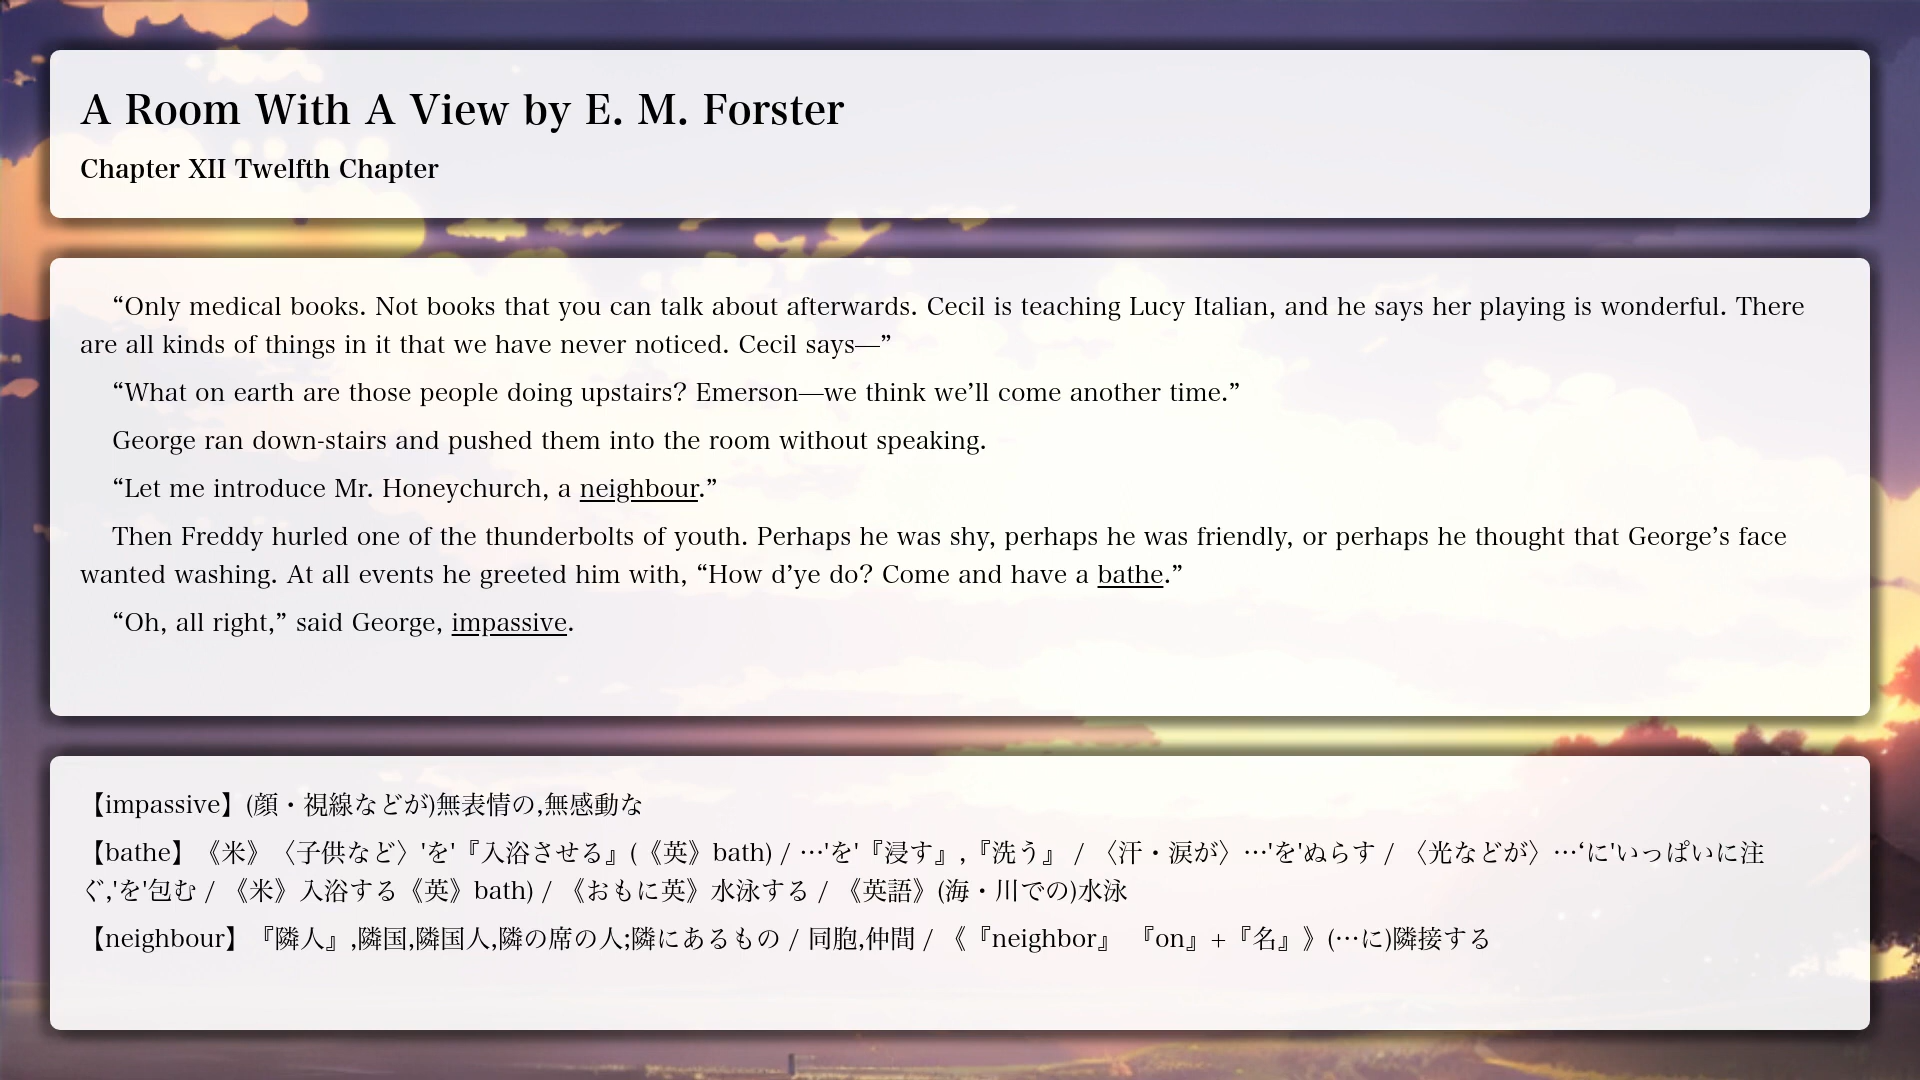 A Room With A View by E. M. Forster
Chapter XII Twelfth Chapter
“Only medical books. Not books that you can talk about afterwards. Cecil is teaching Lucy Italian, and he says her playing is wonderful. There
are all kinds of things in it that we have never noticed. Cecil says—”
“What on earth are those people doing upstairs? Emerson—we think we’ll come another time.”
George ran down-stairs and pushed them into the room without speaking.
“Let me introduce Mr. Honeychurch, a neighbour.”
Then Freddy hurled one of the thunderbolts of youth. Perhaps he was shy, perhaps he was friendly, or perhaps he thought that George’s face
wanted washing. At all events he greeted him with, “How d’ye do? Come and have a bathe.”
“Oh, all right,” said George, impassive.
【impassive】(顔・視線などが)無表情の,無感動な
【bathe】《米》〈子供など〉'を'『入浴させる』(《英》bath) / …'を'『浸す』,『洗う』 / 〈汗・涙が〉…'を'ぬらす / 〈光などが〉…‘に'いっぱいに注
ぐ,'を'包む / 《米》入浴する《英》bath) / 《おもに英》水泳する / 《英語》(海・川での)水泳
【neighbour】『隣人』,隣国,隣国人,隣の席の人;隣にあるもの / 同胞,仲間 / 《『neighbor』 『on』+『名』》(…に)隣接する